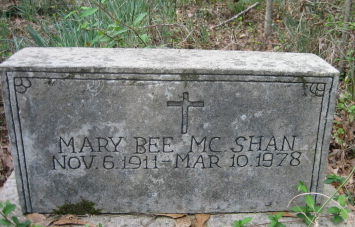 MARY BEE MC SHAN
NOV. 6, 1911 - MAR 10, 1978